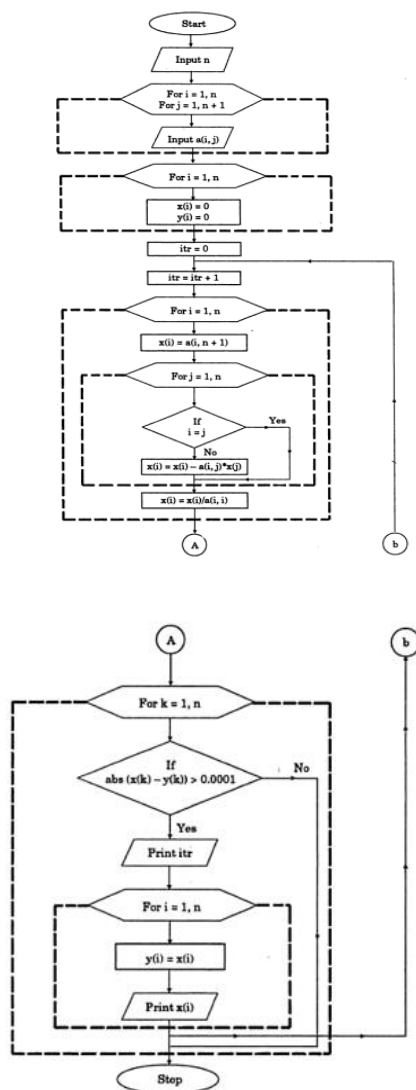 Start
Input n
For i = 1, n
For j = 1, n + 1
Input a(i, j)
For i = 1, n
x(i) = 0
y(i) = 0
itr = 0
itr = itr + 1
For i = 1, n
x(i) = a(i, n + 1)
For j = 1, n
If
i = j
Yes
No
x(i) = x(i) – a(i, j)*x(j)
x(i) = x(i)/a(i, i)
A
b
A
b
For k = 1, n
If
abs (x(k) – y(k)) > 0.0001
No
Yes
Print itr
For i = 1, n
y(i) = x(i)
Print x(i)
Stop